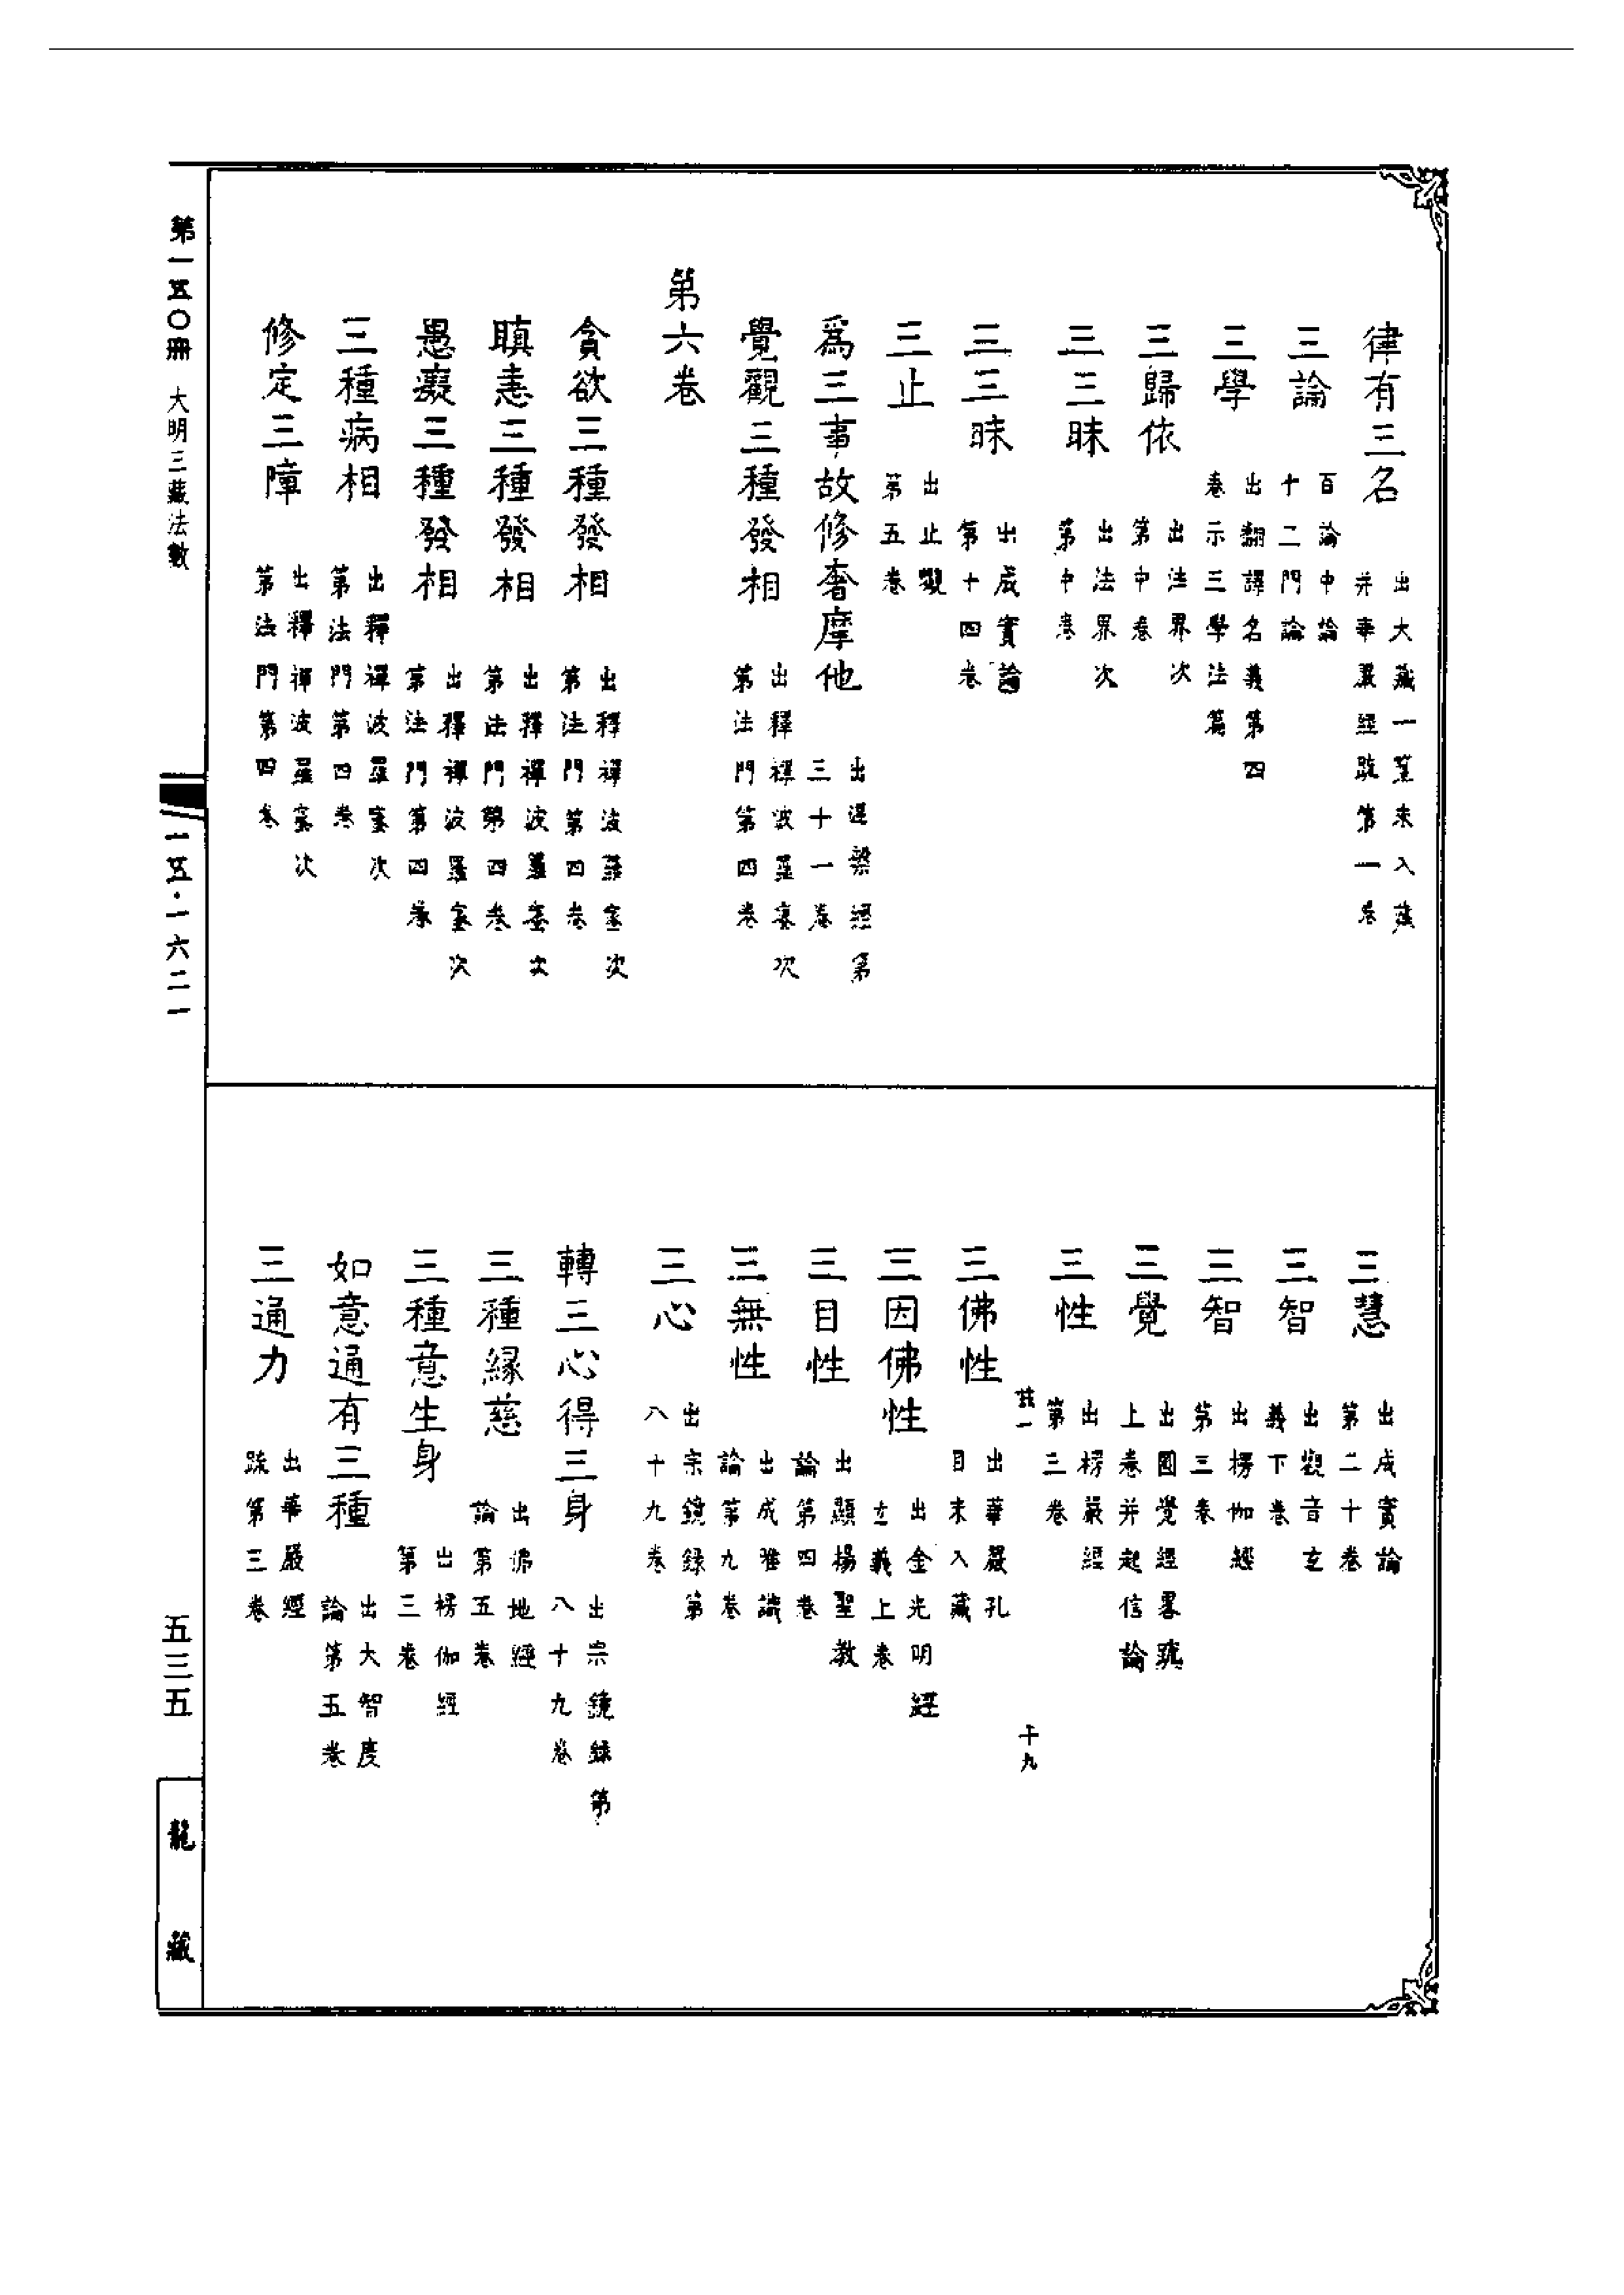 律有三名 出大藏一覽未入藏并華嚴經䟽第一卷
三論 百論中論十二門論
三學 出翻譯名義第四卷示三學法篇
三歸依 出法界次第中卷
三三昧 出法界次第中卷
三三昧 出成實論第十四卷
三止 出止觀第五卷
為三事故修奢摩他 出涅槃經第三十一卷
覺觀三種發相 出釋禪波羅蜜次第法門第四卷
第六卷
貪欲三種發相 出釋禪波羅蜜次第法門第四卷
瞋恚三種發相 出釋禪波羅蜜次第法門第四卷
愚癡三種發相 出釋禪波羅蜜次第法門第四卷
三種病相 出釋禪波羅蜜次第法門第四卷
修定三障 出釋禪波羅蜜次第法門第四卷
三慧 出成實論第二十卷
三智 出觀音玄義下卷
三智 出楞伽經第三卷
三覺 出圓覺經畧䟽上卷并起信論
三性 出楞嚴經第三卷
十九
三佛性 出華嚴孔目未入藏
三因佛性 出金光明經玄義上卷
三自性 出顯揚聖教論第四卷
三無性 出成唯識論第九卷
三心 出宗鏡録第八十九卷
轉三心得三身 出宗鏡録第八十九卷
三種縁慈 出佛地經論第五卷
三種意生身 出楞伽經第三卷
如意通有三種 出大智度論第五卷
三通力 出華嚴經䟽第三卷
第一五〇冊 大明三藏法數
一五·一六二一
五三五
龍藏